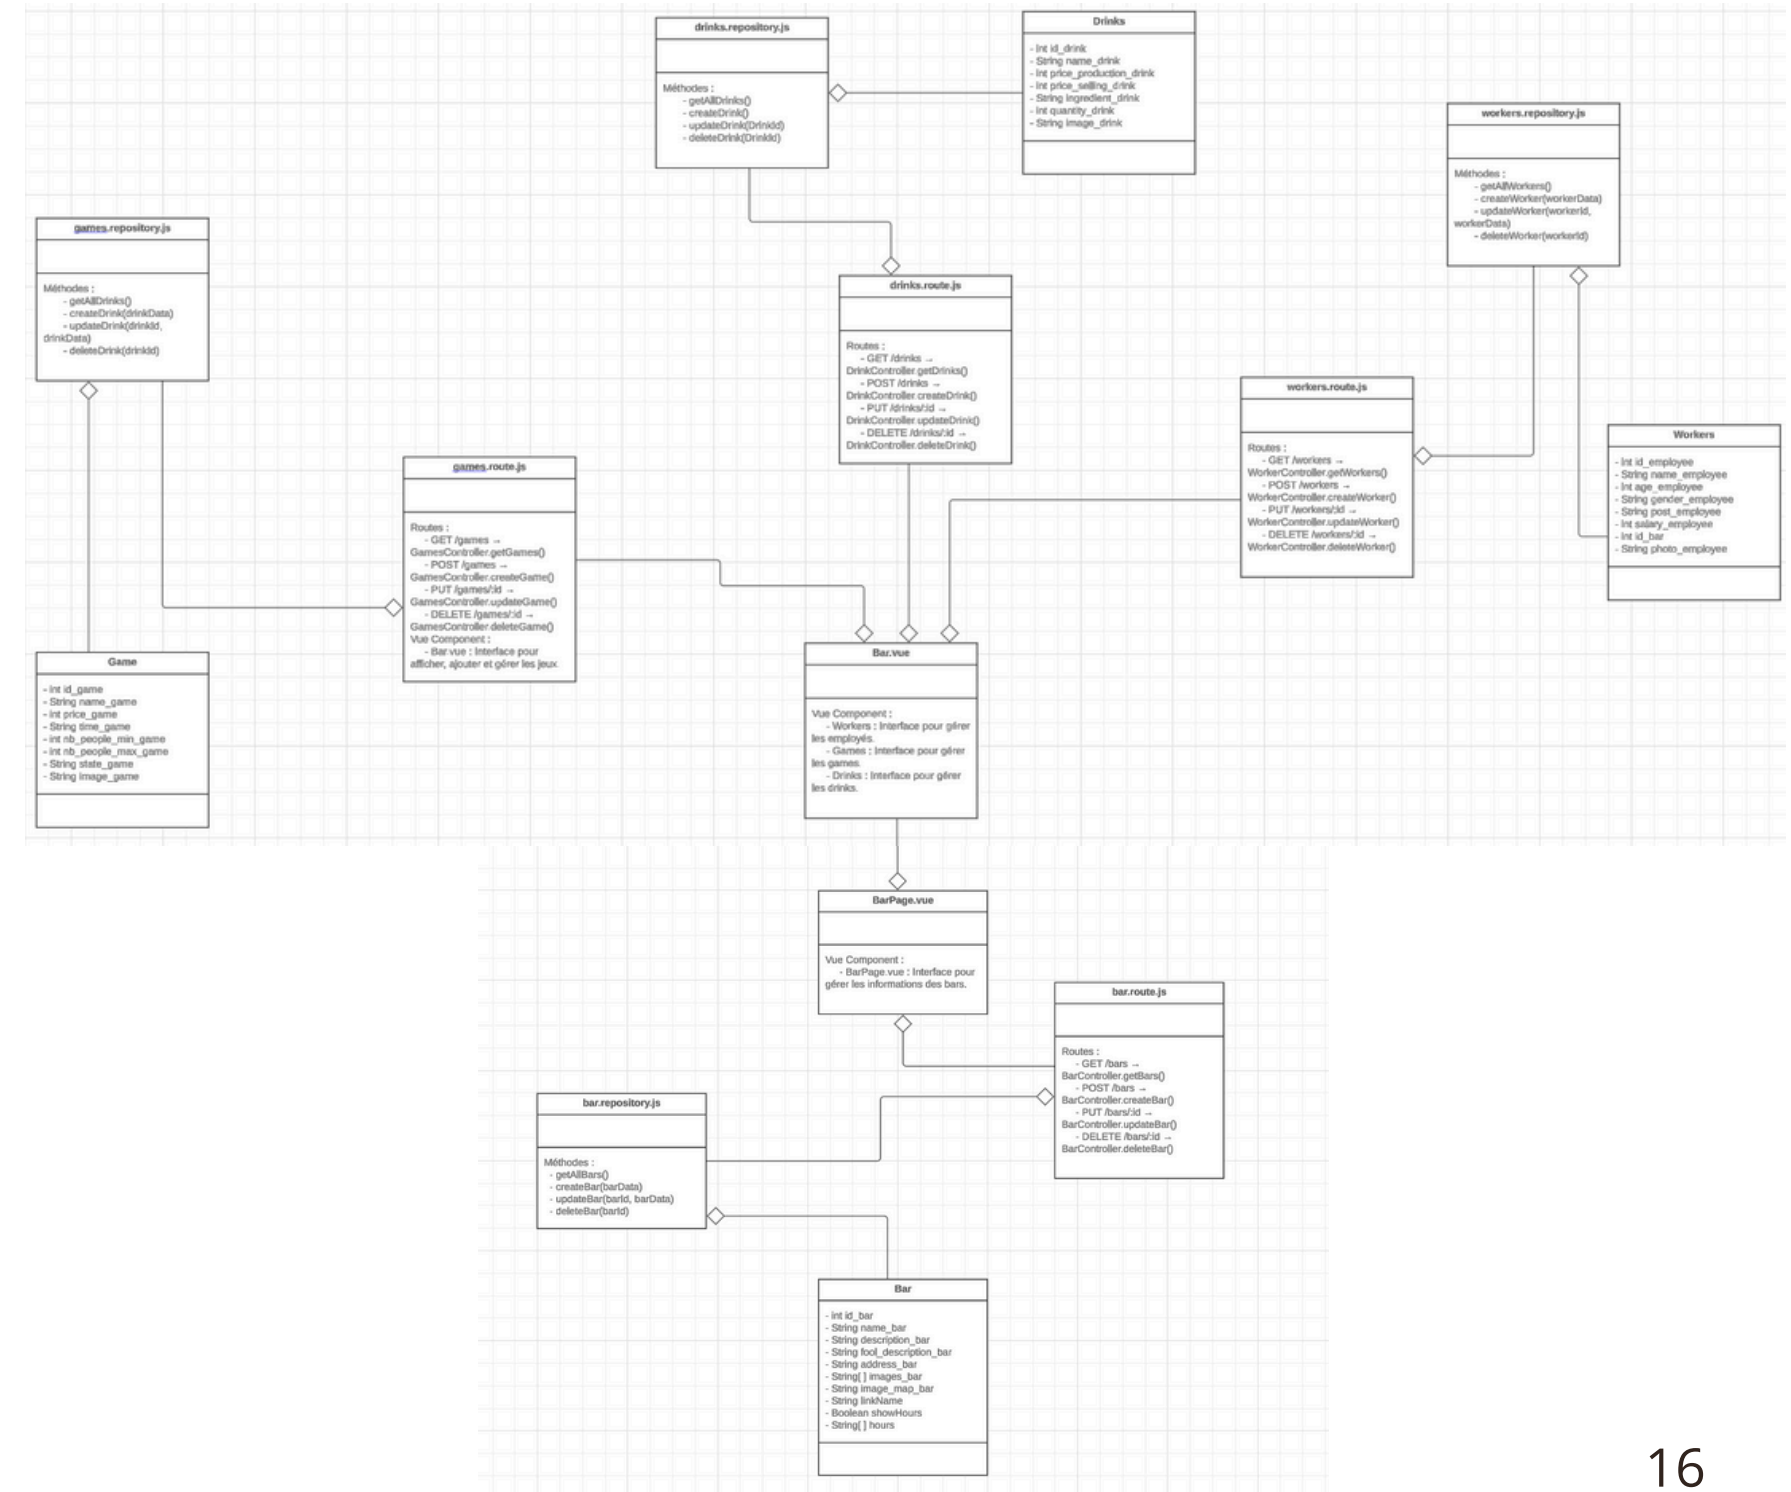 drinks.repository.js
Méthodes :
- getAllDrinks()
- createDrink()
- updateDrink(DrinkId)
- deleteDrink(DrinkId)
Drinks
- Int id_drink
- String name_drink
- Int price_production_drink
- Int price_selling_drink
- String ingredient_drink
- Int quantity_drink
- String image_drink
workers.repository.js
Méthodes :
- getAllWorkers()
- createWorker(workerData)
- updateWorker(workerId,
workerData)
- deleteWorker(workerId)
games.repository.js
Méthodes :
- getAllDrinks()
- createDrink(drinkData)
- updateDrink(drinkId,
drinkData)
- deleteDrink(drinkId)
drinks.route.js
Routes :
- GET /drinks →
DrinkController.getDrinks()
- POST /drinks →
DrinkController.createDrink()
- PUT /drinks/:id →
DrinkController.updateDrink()
- DELETE /drinks/:id →
DrinkController.deleteDrink()
workers.route.js
Routes :
- GET /workers →
WorkerController.getWorkers()
- POST /workers →
WorkerController.createWorker()
- PUT /workers/:id →
WorkerController.updateWorker()
- DELETE /workers/:id →
WorkerController.deleteWorker()
Workers
- Int id_employee
- String name_employee
- Int age_employee
- String gender_employee
- String post_employee
- Int salary_employee
- Int id_bar
- String photo_employee
games.route.js
Routes :
- GET /games →
GamesController.getGames()
- POST /games →
GamesController.createGame()
- PUT /games/:id →
GamesController.updateGame()
- DELETE /games/:id →
GamesController.deleteGame()
Vue Component :
- Bar.vue : Interface pour
afficher, ajouter et gérer les jeux
Game
- Int id_game
- String name_game
- Int price_game
- String time_game
- int nb_people_min_game
- int nb_people_max_game
- String state_game
- String image_game
Bar.vue
Vue Component :
- Workers : Interface pour gérer
les employés.
- Games : Interface pour gérer
les games.
- Drinks : Interface pour gérer
les drinks.
BarPage.vue
Vue Component :
- BarPage.vue : Interface pour
gérer les informations des bars.
bar.route.js
Routes :
- GET /bars →
BarController.getBars()
- POST /bars →
BarController.createBar()
- PUT /bars/:id →
BarController.updateBar()
- DELETE /bars/:id →
BarController.deleteBar()
bar.repository.js
Méthodes :
- getAllBars()
- createBar(barData)
- updateBar(barId, barData)
- deleteBar(barId)
Bar
- int id_bar
- String name_bar
- String description_bar
- String fool_description_bar
- String address_bar
- String[ ] images_bar
- String image_map_bar
- String linkName
- Boolean showHours
- String[ ] hours
16